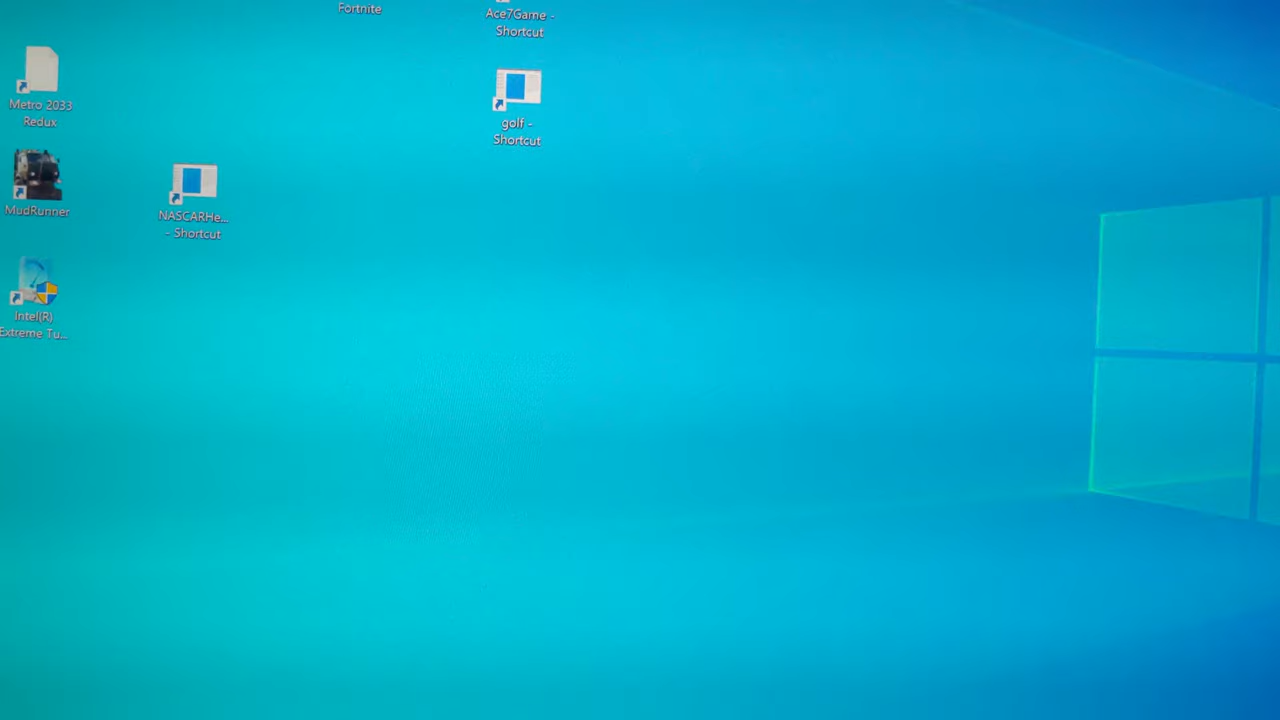 Fortnite
Ace7Game -
Shortcut
Metro 2033
Redux
golf -
Shortcut
MudRunner
NASCARHe...
- Shortcut
Intel(R)
Extreme Tu...